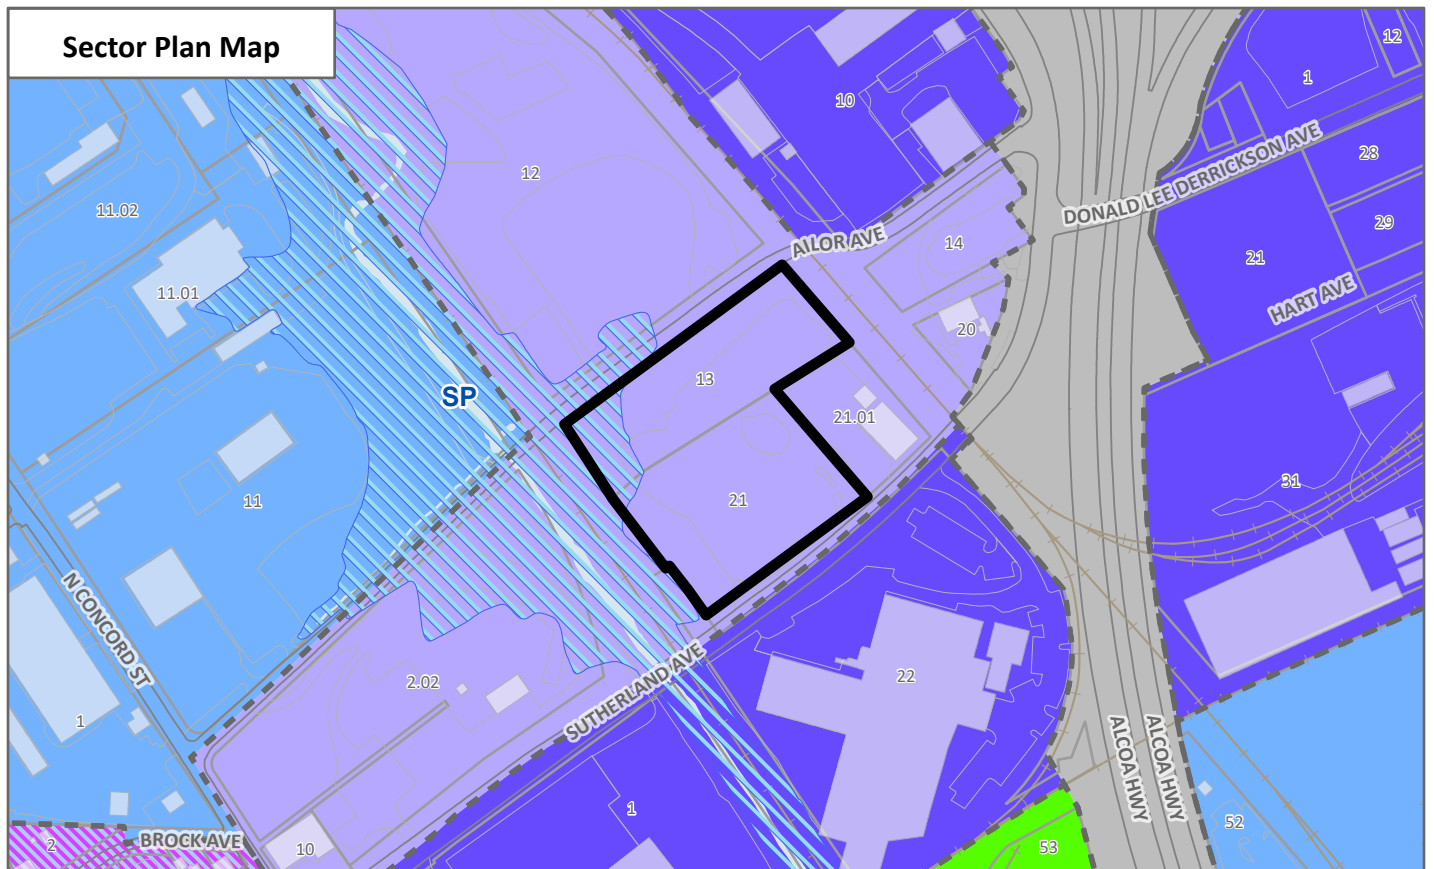 Sector Plan Map
12
1
10
DONALD LEE DERRICKSON AVE
28
12
11.02
29
AILOR AVE
14
21
11.01
HART AVE
20
13
SP
21.01
31
11
21
N CONCORD ST
22
2.02
SUTHERLAND AVE
1
ALCOA HWY
ALCOA HWY
1
52
2
BROCK AVE
10
53